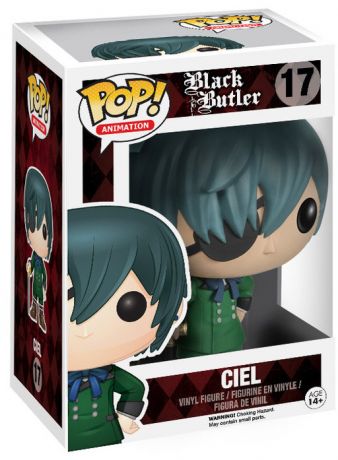 POP!
ANIMATION
Black
Butler
17
CIEL
17
CIEL
VINYL FIGURE / FIGURINE EN VINYLE /
FIGURA DE VINIL
WARNING! Choking Hazard.
May contain small parts.
AGE
14+